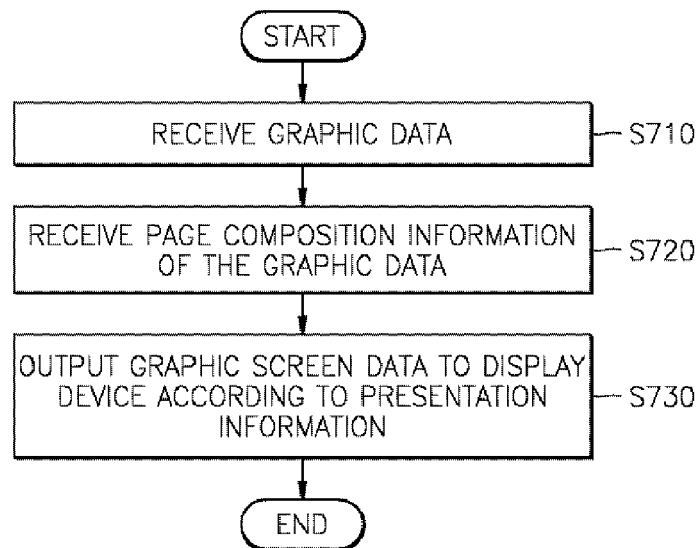 START
RECEIVE GRAPHIC DATA
S710
RECEIVE PAGE COMPOSITION INFORMATION
OF THE GRAPHIC DATA
S720
OUTPUT GRAPHIC SCREEN DATA TO DISPLAY
DEVICE ACCORDING TO PRESENTATION
INFORMATION
S730
END